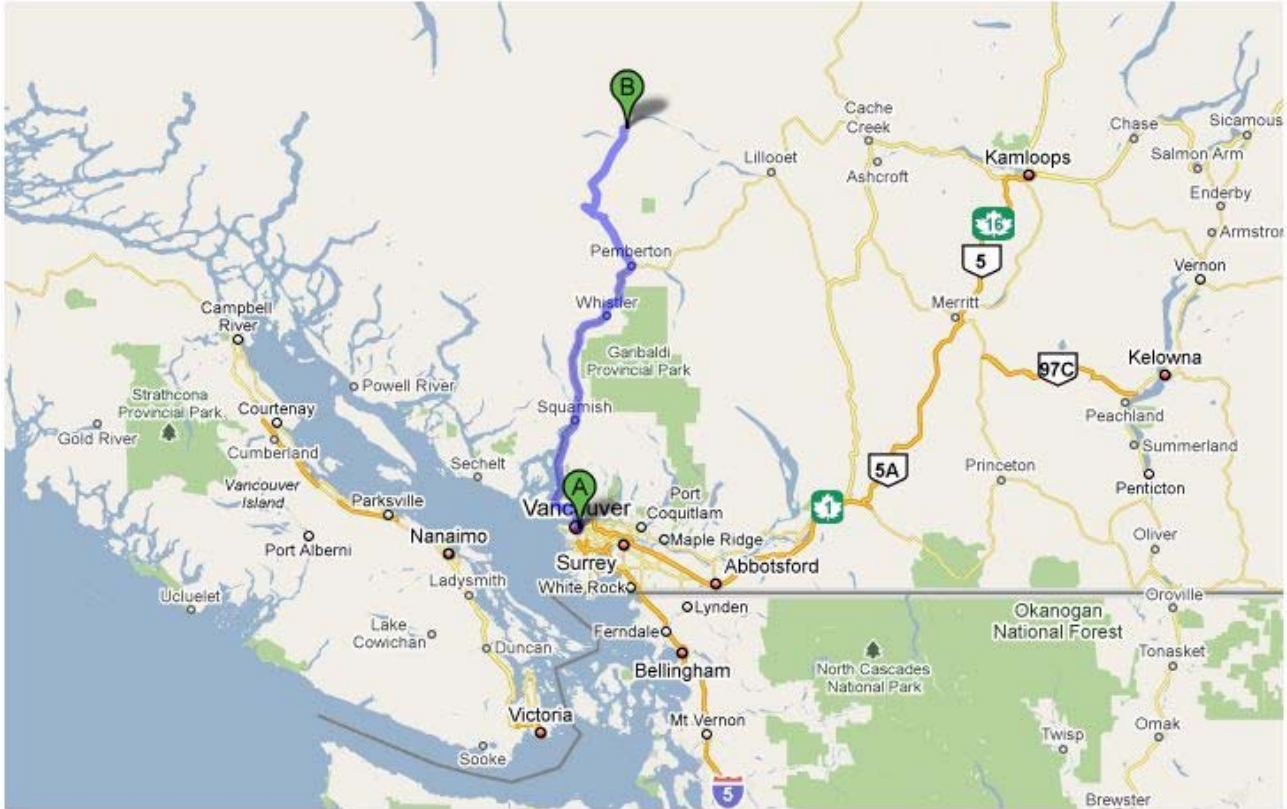 B
Cache
Creek
Chase
Sicamous
Lillooet
Kamloops
Salmon Arm
Ashcroft
Enderby
16
Armstron
Pemberton
5
Vernon
Whistler
Merritt
Campbell
River
Garibaldi
Provincial Park
97C
Kelowna
Powell River
Strathcona
Provincial Park
Peachland
Courtenay
Squamish
Gold River
Summerland
Cumberland
Sechelt
5A
Princeton
Vancouver
Island
A
Penticton
Parksville
Port
Coquitlam
1
Vancouver
Maple Ridge
Port Alberni
Nanaimo
Oliver
Surrey
Abbotsford
Ladysmith
White Rock
Ucluelet
Oroville
Lynden
Okanogan
National Forest
Lake
Cowichan
Ferndale
Duncan
Tonasket
Bellingham
North Cascades
National Park
Victoria
Mt Vernon
Omak
Twisp
Sooke
5
Brewster